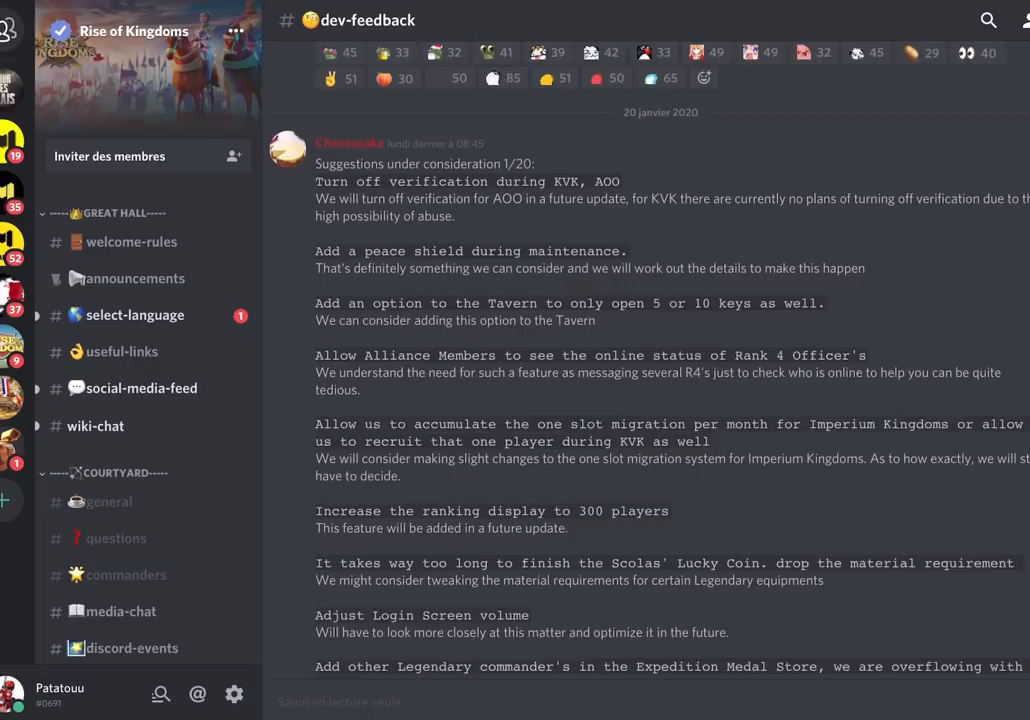 Rise of Kingdoms
dev-feedback
45 33 32 41 39 42 33 49 49 32 45 29 40
51 30 50 85 51 50 65
20 janvier 2020
Inviter des membres
-----GREAT HALL-----
welcome-rules
announcements
select-language 1
useful-links
social-media-feed
wiki-chat
-----COURTYARD-----
general
questions
commanders
media-chat
discord-events
19
35
52
37
9
1
Patatouu
#0691
Cheesecake lundi dernier à 08:45
Suggestions under consideration 1/20:
Turn off verification during KVK, AOO
We will turn off verification for AOO in a future update, for KVK there are currently no plans of turning off verification due to th
high possibility of abuse.
Add a peace shield during maintenance.
That's definitely something we can consider and we will work out the details to make this happen
Add an option to the Tavern to only open 5 or 10 keys as well.
We can consider adding this option to the Tavern
Allow Alliance Members to see the online status of Rank 4 Officer's
We understand the need for such a feature as messaging several R4's just to check who is online to help you can be quite
tedious.
Allow us to accumulate the one slot migration per month for Imperium Kingdoms or allow
us to recruit that one player during KVK as well
We will consider making slight changes to the one slot migration system for Imperium Kingdoms. As to how exactly, we will st
have to decide.
Increase the ranking display to 300 players
This feature will be added in a future update.
It takes way too long to finish the Scolas' Lucky Coin. drop the material requirement
We might consider tweaking the material requirements for certain Legendary equipments
Adjust Login Screen volume
Will have to look more closely at this matter and optimize it in the future.
Add other Legendary commander's in the Expedition Medal Store, we are overflowing with
Salon en lecture seule